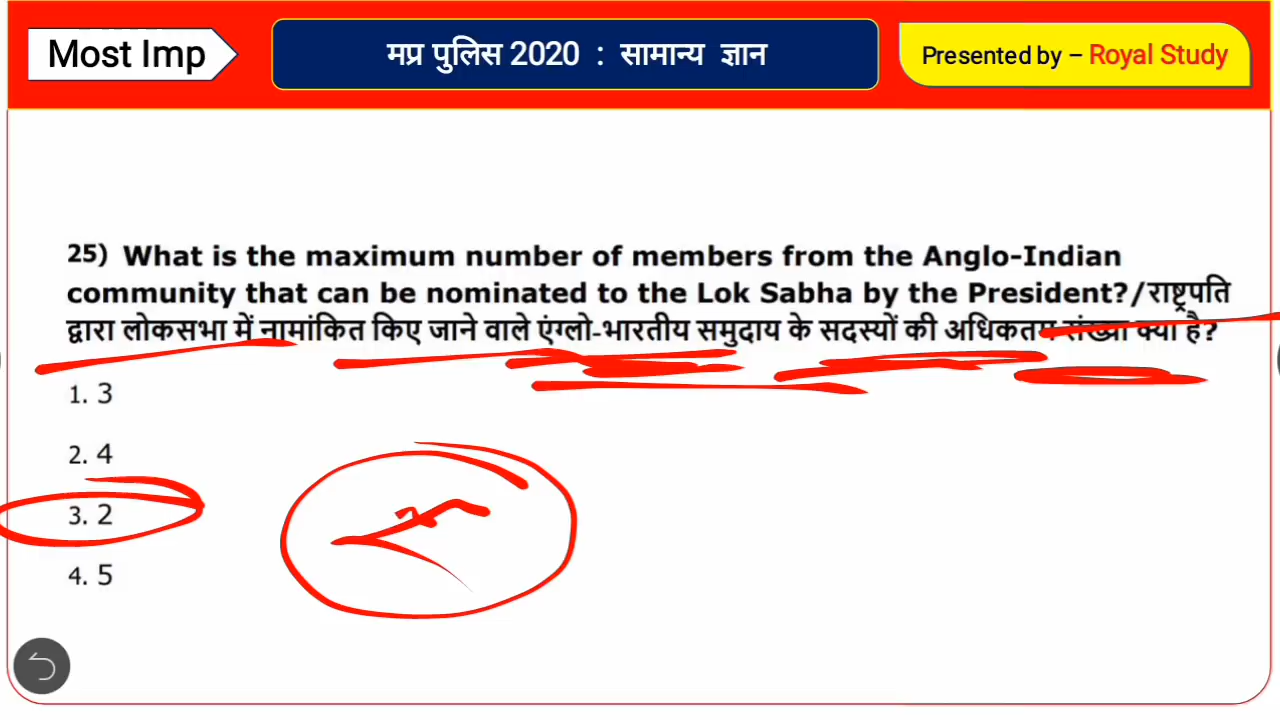 Most Imp
मप्र पुलिस 2020 : सामान्य ज्ञान
Presented by – Royal Study
25) What is the maximum number of members from the Anglo-Indian
community that can be nominated to the Lok Sabha by the President?/राष्ट्रपति
द्वारा लोकसभा में नामांकित किए जाने वाले एंग्लो-भारतीय समुदाय के सदस्यों की अधिकतम संख्या क्या है?
1. 3
2. 4
3. 2
4. 5